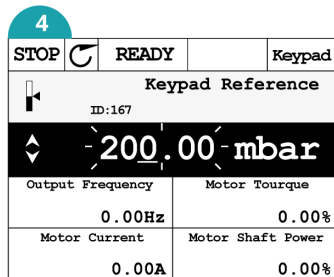 4
STOP READY Keypad
Keypad Reference
ID:167
200.00 mbar
Output Frequency Motor Tourque
0.00Hz 0.00%
Motor Current Motor Shaft Power
0.00A 0.00%